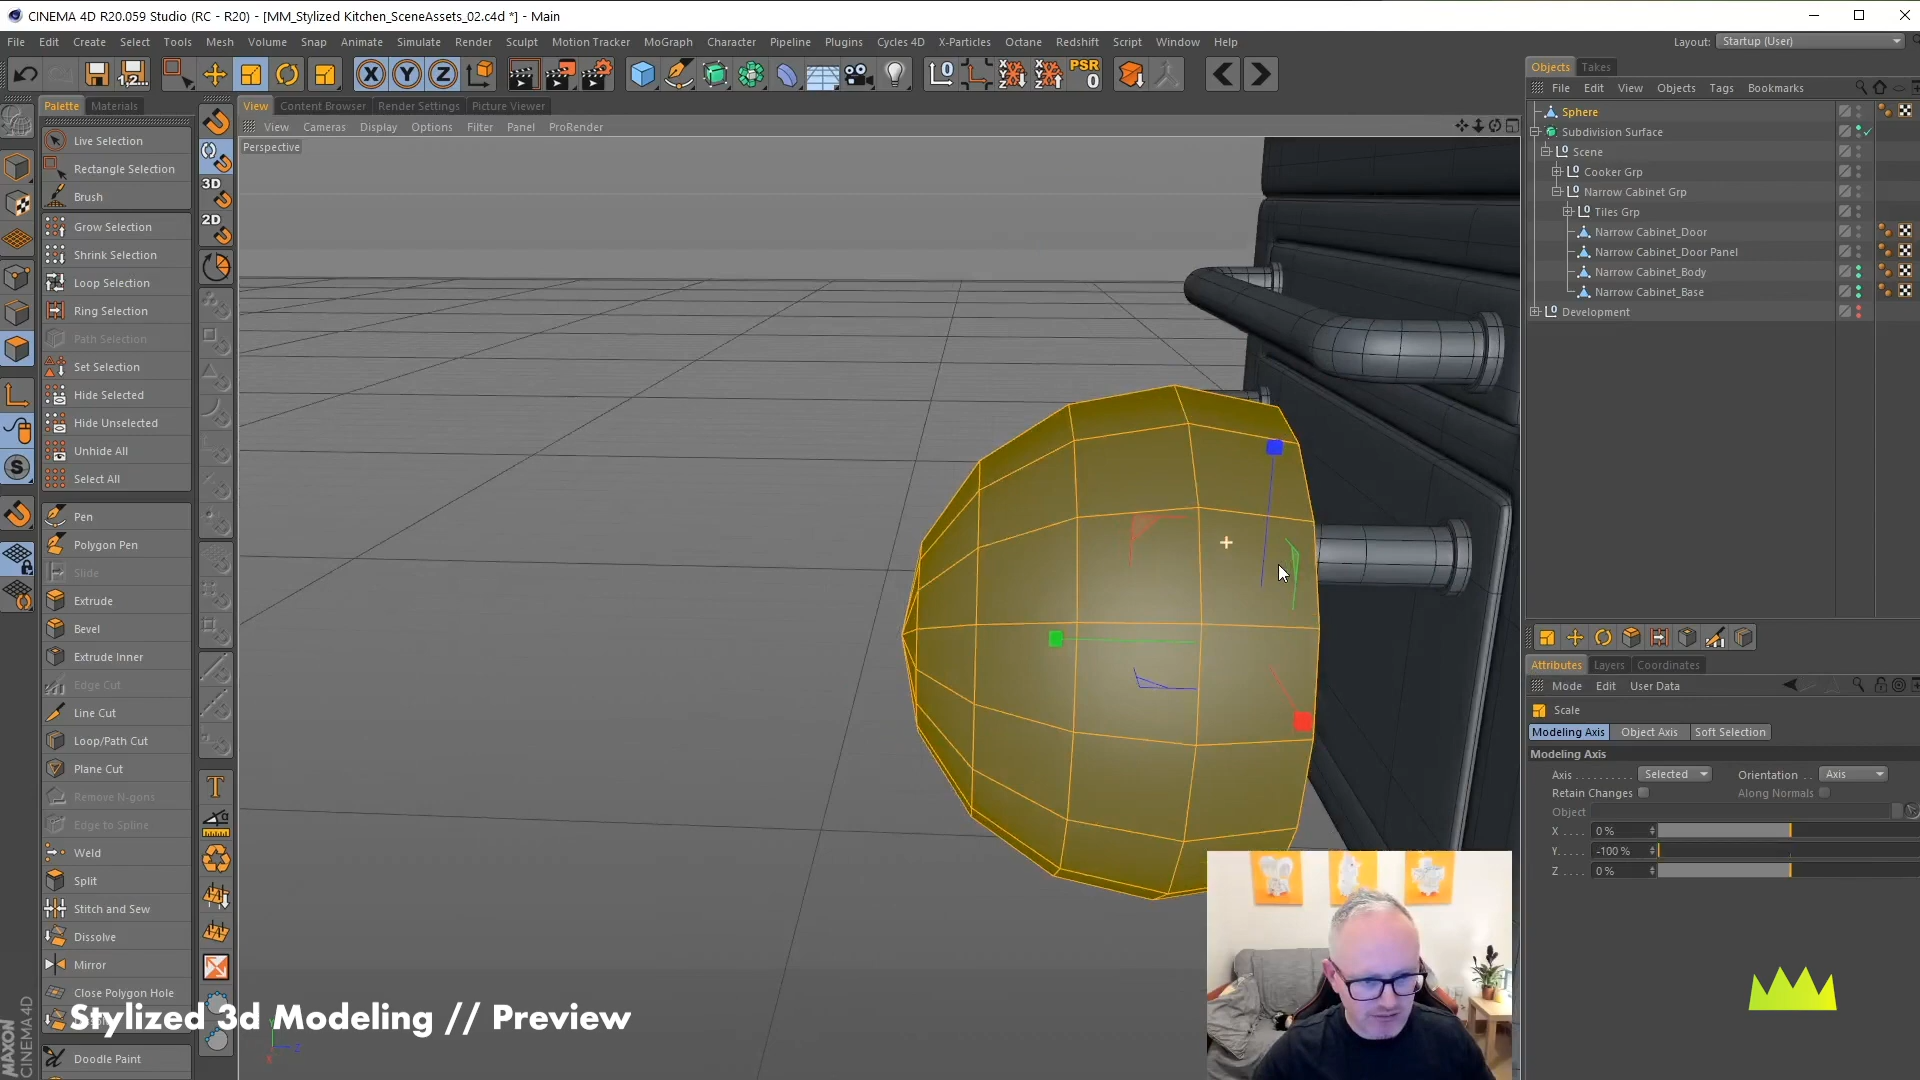 CINEMA 4D R20.059 Studio (RC - R20) - [MM_Stylized Kitchen_SceneAssets_02.c4d *] - Main
File Edit Create Select Tools Mesh Volume Snap Animate Simulate Render Sculpt Motion Tracker MoGraph Character Pipeline Plugins Cycles 4D X-Particles Octane Redshift Script Window Help
Layout: Startup (User)
PSR
0
Palette Materials
View Content Browser Render Settings Picture Viewer
View Cameras Display Options Filter Panel ProRender
Perspective
Live Selection
Rectangle Selection
Brush
Grow Selection
Shrink Selection
Loop Selection
Ring Selection
Path Selection
Set Selection
Hide Selected
Hide Unselected
Unhide All
Select All
Pen
Polygon Pen
Slide
Extrude
Bevel
Extrude Inner
Edge Cut
Line Cut
Loop/Path Cut
Plane Cut
Remove N-gons
Edge to Spline
Weld
Split
Stitch and Sew
Dissolve
Mirror
Close Polygon Hole
Doodle Paint
3D
2D
Objects Takes
File Edit View Objects Tags Bookmarks
Sphere
Subdivision Surface
Scene
Cooker Grp
Narrow Cabinet Grp
Tiles Grp
Narrow Cabinet_Door
Narrow Cabinet_Door Panel
Narrow Cabinet_Body
Narrow Cabinet_Base
Development
Attributes Layers Coordinates
Mode Edit User Data
Scale
Modeling Axis Object Axis Soft Selection
Modeling Axis
Axis . . . . . . . . . . Selected Orientation . . Axis
Retain Changes Along Normals
Object
X . . . . 0 %
Y. . . . . -100 %
Z . . . . 0 %
Stylized 3d Modeling // Preview
MAXON
CINEMA 4D